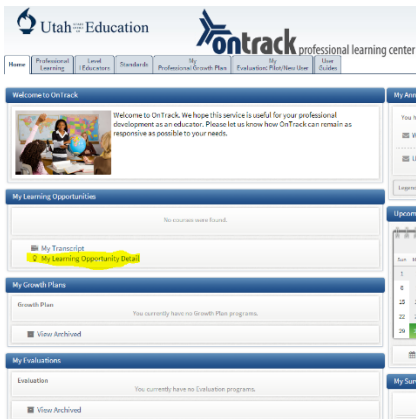 Utah Education
Ontrack professional learning center
Home
Professional Learning
Level 1 Educators
Standards
My Professional Growth Plan
My Evaluation: Pilot/New User
User Guides
Welcome to OnTrack
My Ann
Welcome to OnTrack. We hope this service is useful for your professional
development as an educator. Please let us know how OnTrack can remain as
responsive as possible to your needs.
My Learning Opportunities
No courses were found.
My Transcript
My Learning Opportunity Detail
Upcom
Sun
1
8
15
22
29
My Growth Plans
Growth Plan
You currently have no Growth Plan programs.
View Archived
My Evaluations
My Sur
Evaluation
You currently have no Evaluation programs.
View Archived